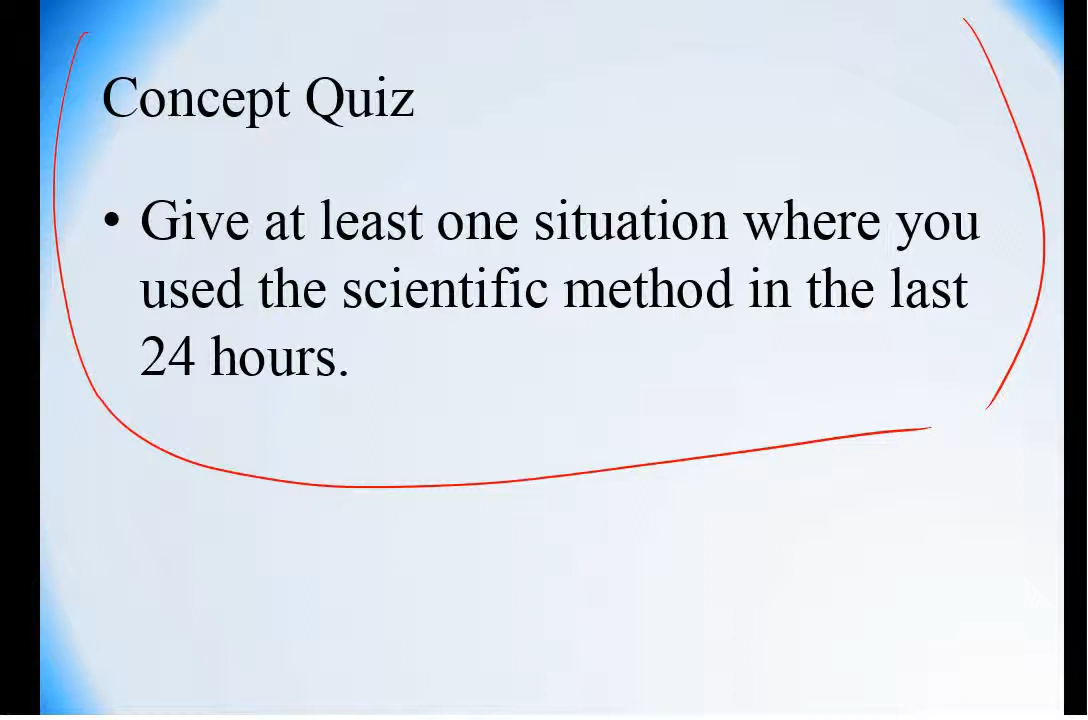 Concept Quiz
• Give at least one situation where you
used the scientific method in the last
24 hours.